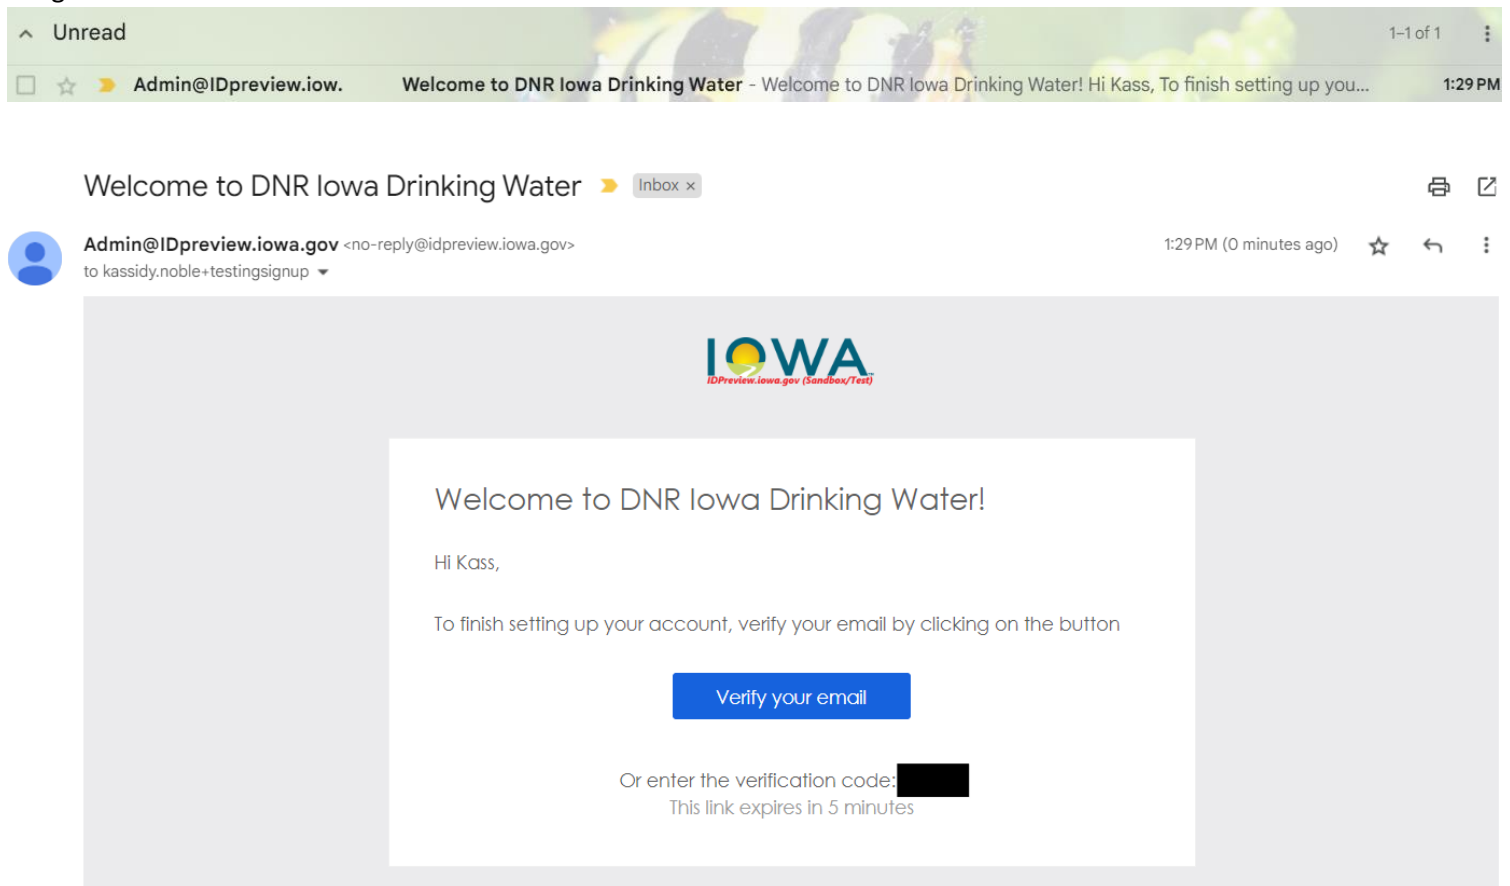 Unread
1–1 of 1
Admin@IDpreview.iow. Welcome to DNR Iowa Drinking Water - Welcome to DNR Iowa Drinking Water! Hi Kass, To finish setting up you... 1:29 PM
Welcome to DNR Iowa Drinking Water Inbox ×
Admin@IDpreview.iowa.gov <no-reply@idpreview.iowa.gov> 1:29 PM (0 minutes ago)
to kassidy.noble+testingsignup
IOWA
IDPreview.iowa.gov (Sandbox/Test)
Welcome to DNR Iowa Drinking Water!
Hi Kass,
To finish setting up your account, verify your email by clicking on the button
Verify your email
Or enter the verification code:
This link expires in 5 minutes